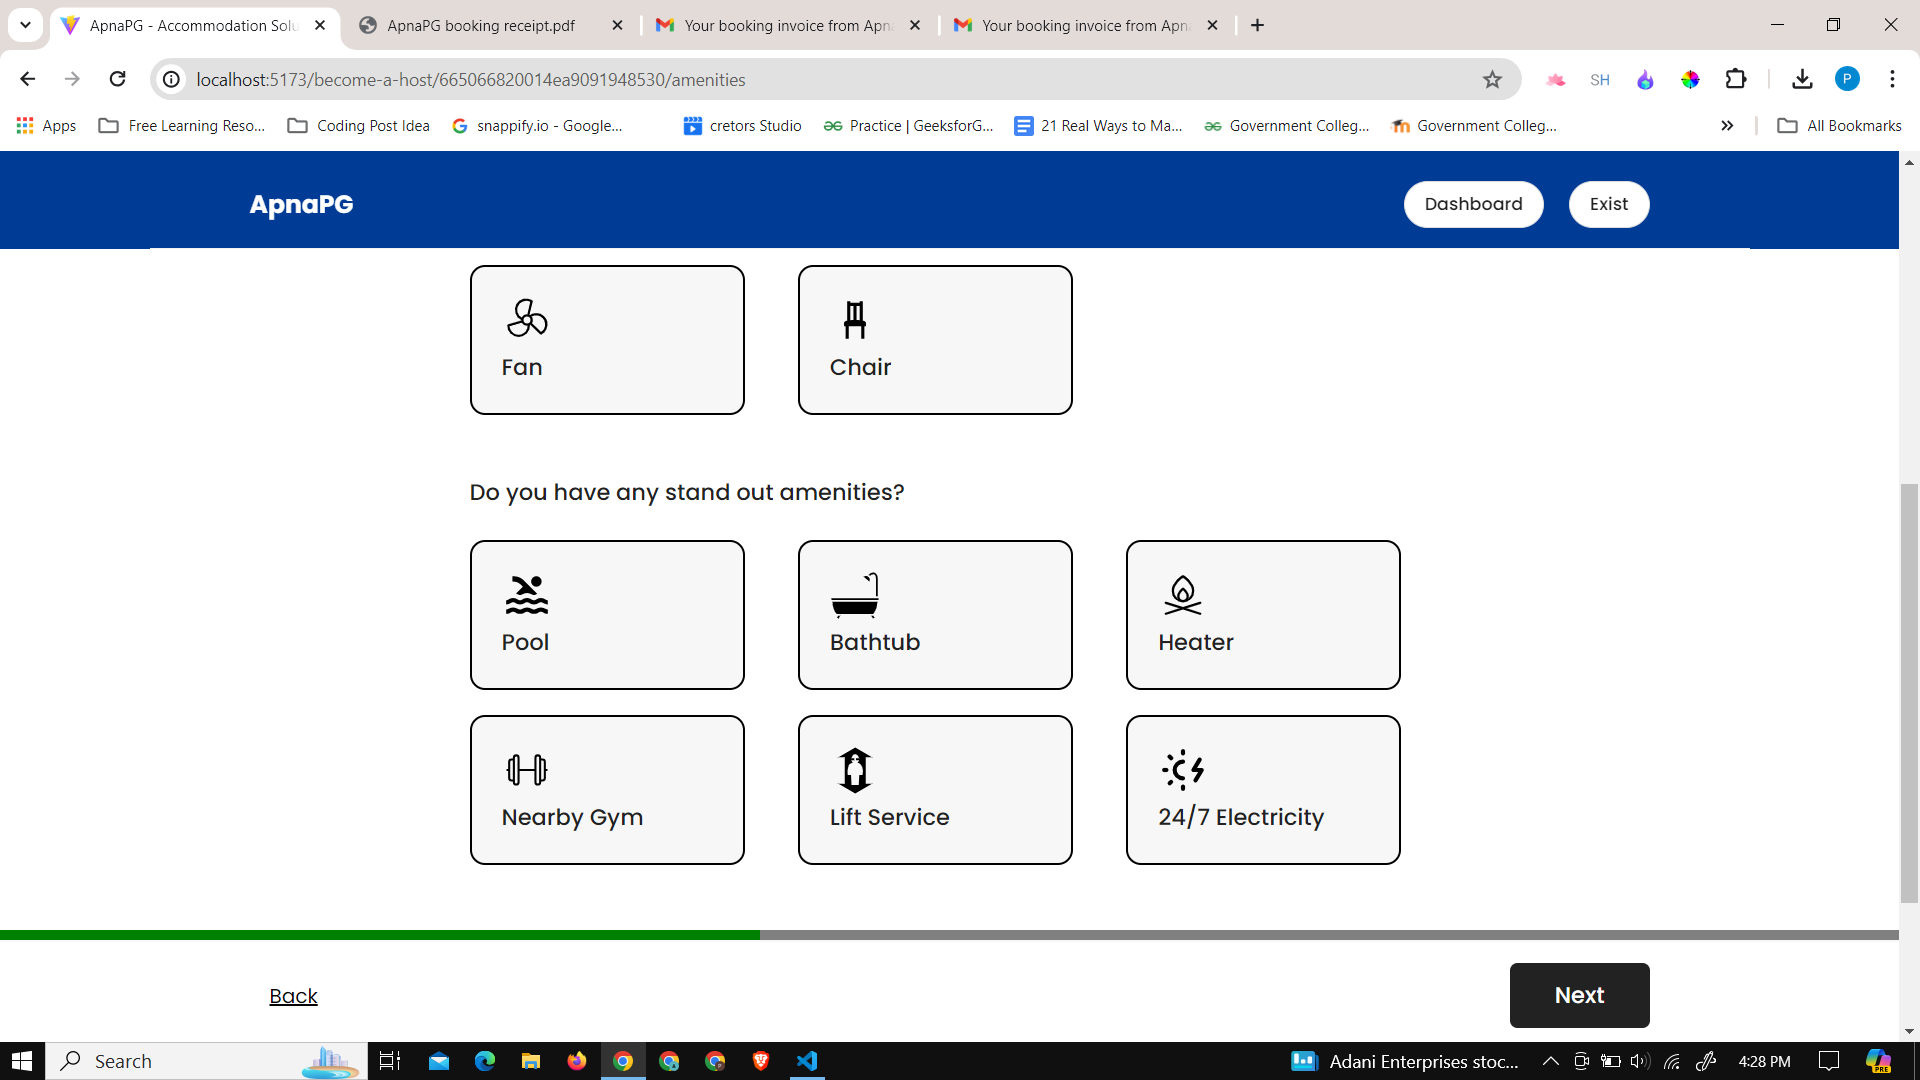 ApnaPG - Accommodation Solu
ApnaPG booking receipt.pdf
Your booking invoice from Apn
Your booking invoice from Apn
localhost:5173/become-a-host/665066820014ea9091948530/amenities
SH
P
Apps
Free Learning Reso...
Coding Post Idea
snappify.io - Google...
cretors Studio
Practice | GeeksforG...
21 Real Ways to Ma...
Government Colleg...
Government Colleg...
All Bookmarks
ApnaPG
Dashboard
Exist
Fan
Chair
Do you have any stand out amenities?
Pool
Bathtub
Heater
Nearby Gym
Lift Service
24/7 Electricity
Back
Next
Search
Adani Enterprises stoc...
4:28 PM
PRE